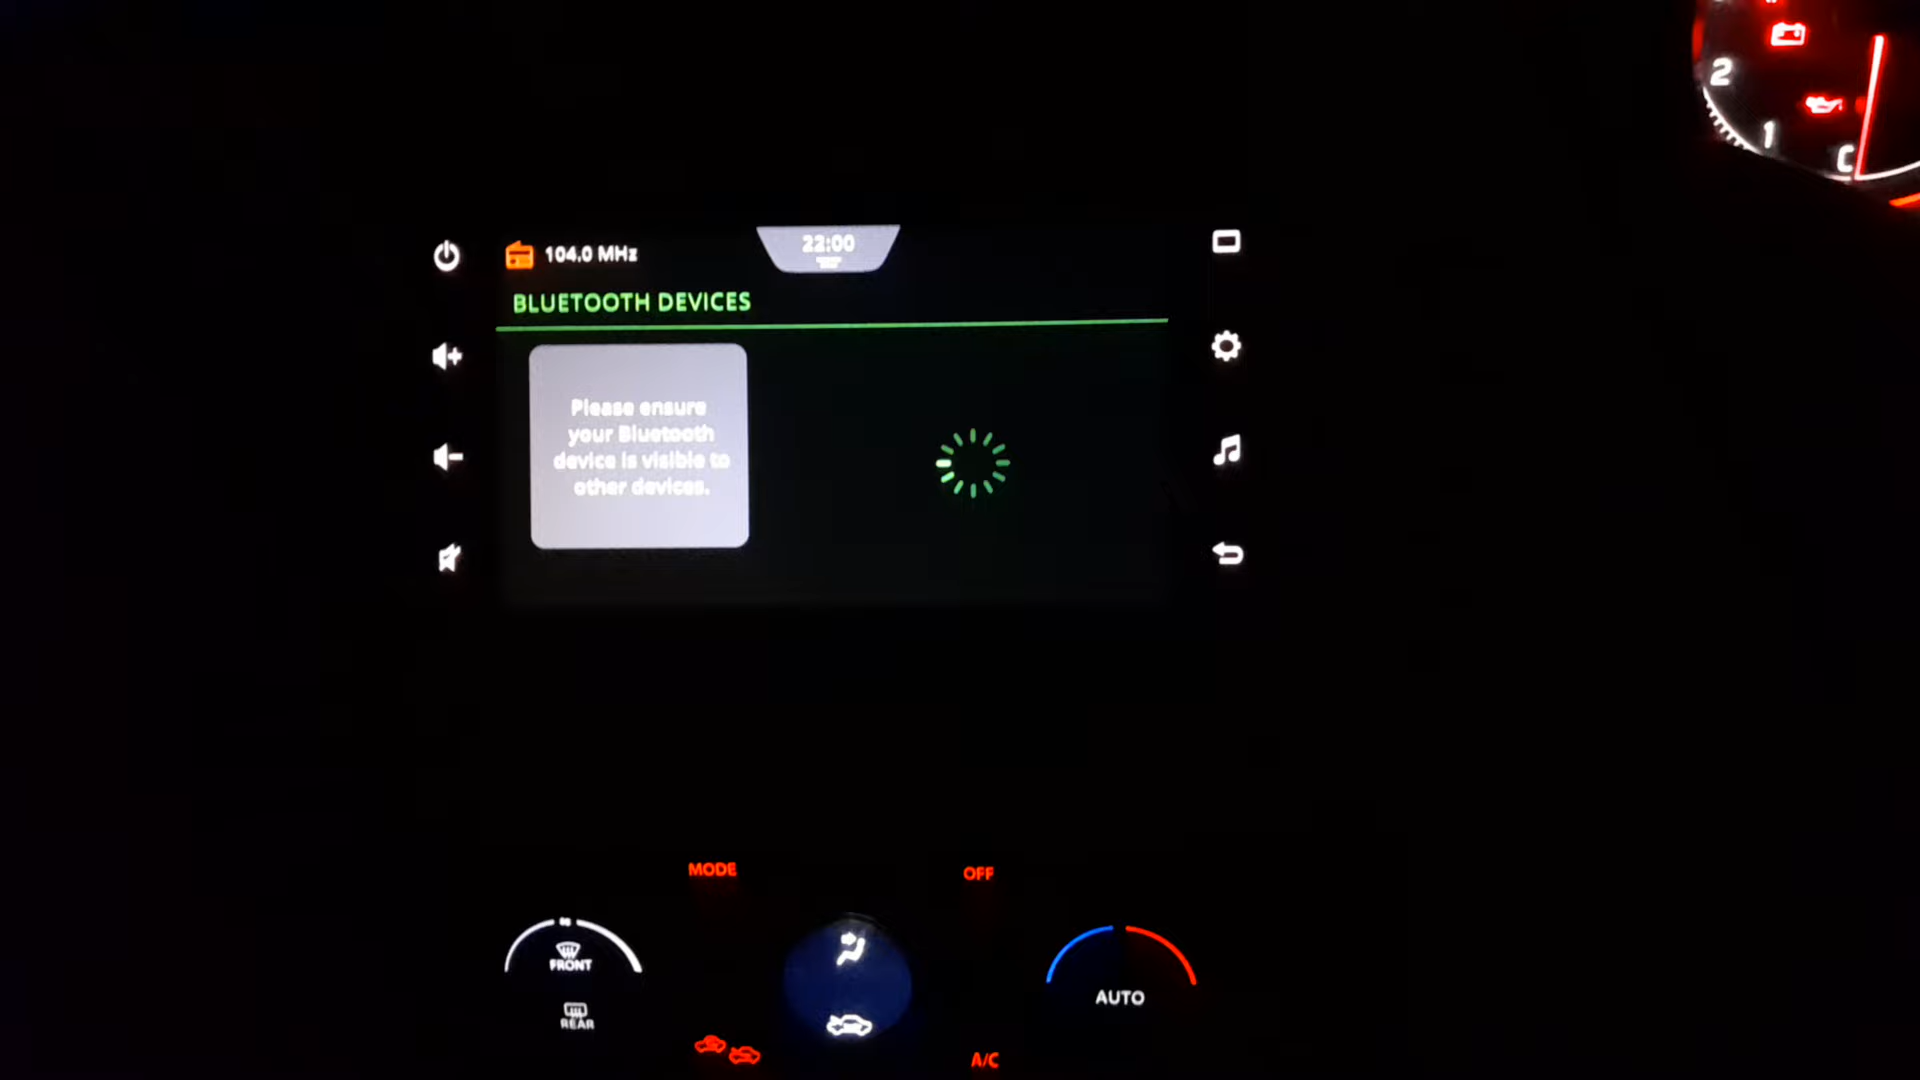 2
1
C
104.0 MHz
22:00
BLUETOOTH DEVICES
Please ensure
your Bluetooth
device is visible to
other devices.
MODE
OFF
FRONT
REAR
AUTO
A/C